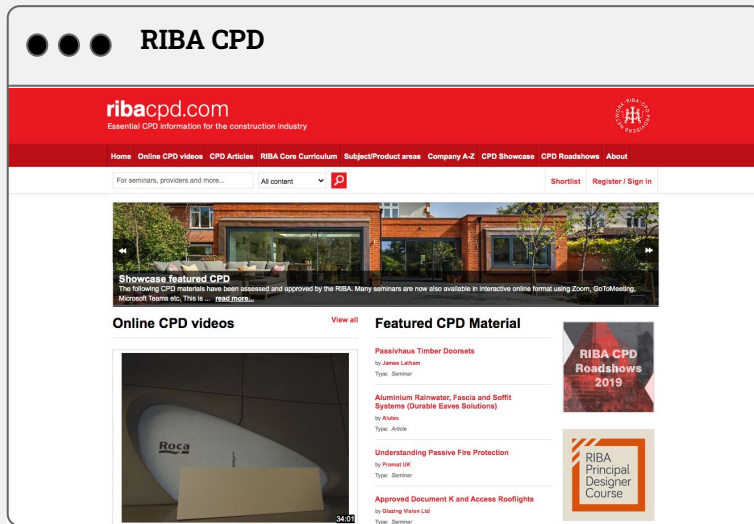 RIBA CPD
ribacpd.com
Essential CPD information for the construction industry
RIBA · CPD · PROVIDERS NETWORK ·
Home Online CPD videos CPD Articles RIBA Core Curriculum Subject/Product areas Company A-Z CPD Showcase CPD Roadshows About
For seminars, providers and more... All content
Shortlist Register / Sign in
Showcase featured CPD
The following CPD materials have been assessed and approved by the RIBA. Many seminars are now also available in interactive online format using Zoom, GoToMeeting,
Microsoft Teams etc. This is ... read more...
Online CPD videos View all
Roca
34:01
Featured CPD Material
Passivhaus Timber Doorsets
by James Latham
Type: Seminar
Aluminium Rainwater, Fascia and Soffit
Systems (Durable Eaves Solutions)
by Alutec
Type: Article
Understanding Passive Fire Protection
by Promat UK
Type: Seminar
Approved Document K and Access Rooflights
by Glazing Vision Ltd
Type: Seminar
RIBA CPD
Roadshows
2019
RIBA
Principal
Designer
Course